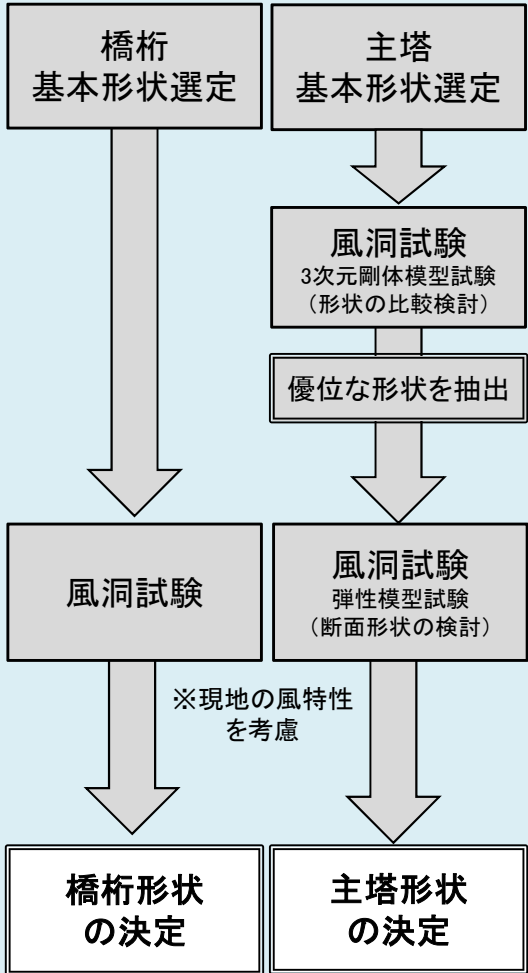 橋桁
基本形状選定
主塔
基本形状選定
風洞試験
3次元剛体模型試験
（形状の比較検討）
優位な形状を抽出
風洞試験
風洞試験
弾性模型試験
（断面形状の検討）
※現地の風特性
を考慮
橋桁形状
の決定
主塔形状
の決定